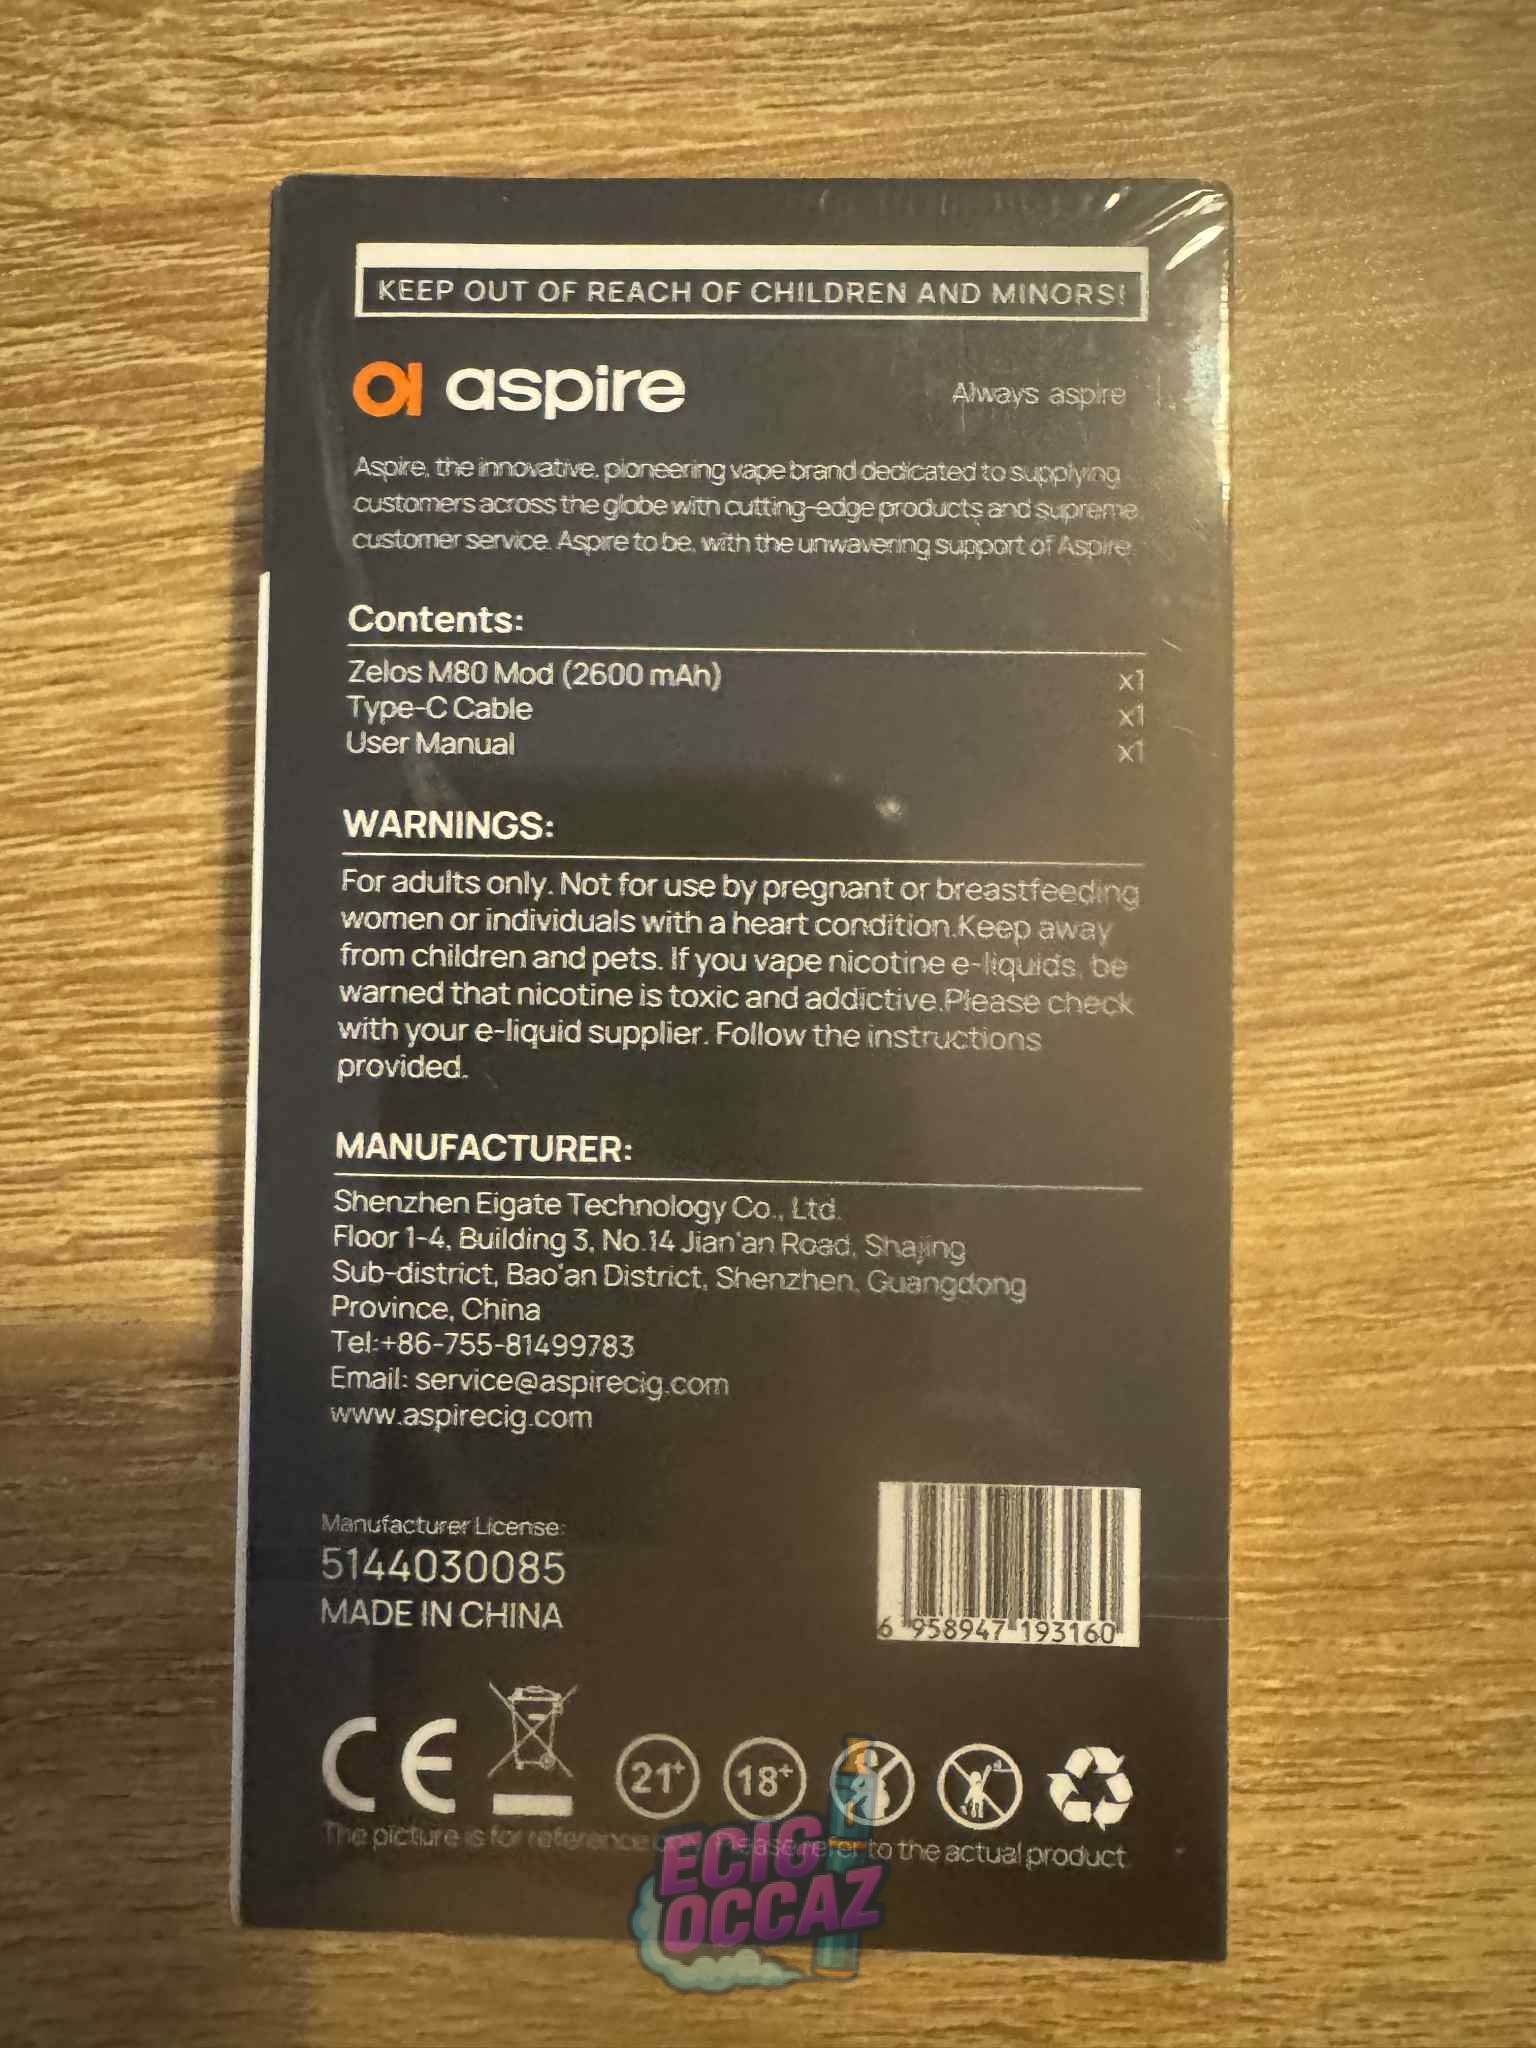 KEEP OUT OF REACH OF CHILDREN AND MINORS!
aspire
Always aspire
Aspire, the innovative, pioneering vape brand dedicated to supplying
customers across the globe with cutting-edge products and supreme
customer service. Aspire to be, with the unwavering support of Aspire.
Contents:
Zelos M80 Mod (2600 mAh) x1
Type-C Cable x1
User Manual x1
WARNINGS:
For adults only. Not for use by pregnant or breastfeeding
women or individuals with a heart condition.Keep away
from children and pets. If you vape nicotine e-liquids, be
warned that nicotine is toxic and addictive.Please check
with your e-liquid supplier. Follow the instructions
provided.
MANUFACTURER:
Shenzhen Eigate Technology Co., Ltd.
Floor 1-4, Building 3, No.14 Jian'an Road, Shajing
Sub-district, Bao'an District, Shenzhen, Guangdong
Province, China
Tel:+86-755-81499783
Email: service@aspirecig.com
www.aspirecig.com
Manufacturer License:
5144030085
MADE IN CHINA
6 958947 193160
CE
21+
18+
The picture is for reference only. Please refer to the actual product
ECIG
OCCAZ